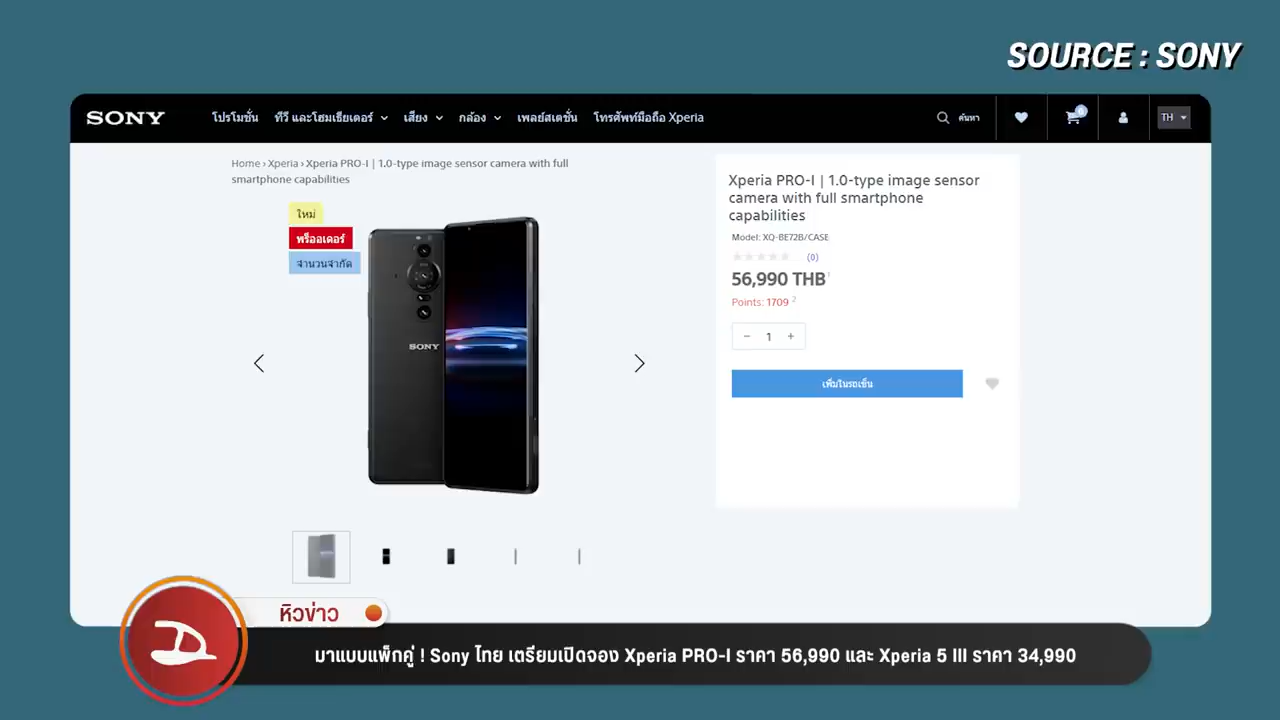 SOURCE : SONY
SONY
โปรโมชั่น ทีวี และโฮมเธียเตอร์ เสียง กล้อง เพลย์สเตชั่น โทรศัพท์มือถือ Xperia ค้นหา TH
Home › Xperia › Xperia PRO-I | 1.0-type image sensor camera with full
smartphone capabilities
ใหม่
พรีออเดอร์
จำนวนจำกัด
SONY
Xperia PRO-I | 1.0-type image sensor
camera with full smartphone
capabilities
Model: XQ-BE72B/CASE
(0)
56,990 THB1
Points: 1709 2
− 1 +
เพิ่มในรถเข็น
หิวข่าว
มาแบบแพ็กคู่ ! Sony ไทย เตรียมเปิดจอง Xperia PRO-I ราคา 56,990 และ Xperia 5 III ราคา 34,990